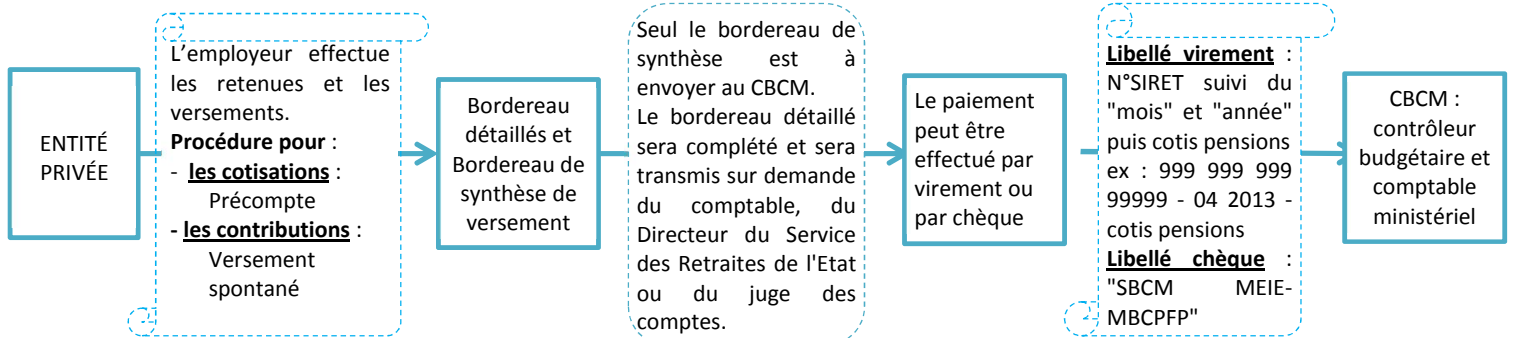 ENTITÉ
PRIVÉE
L'employeur effectue
les retenues et les
versements.
Procédure pour :
- les cotisations :
Précompte
- les contributions :
Versement
spontané
Bordereau
détaillés et
Bordereau de
synthèse de
versement
Seul le bordereau de
synthèse est à
envoyer au CBCM.
Le bordereau détaillé
sera complété et sera
transmis sur demande
du comptable, du
Directeur du Service
des Retraites de l'Etat
ou du juge des
comptes.
Le paiement
peut être
effectué par
virement ou
par chèque
Libellé virement :
N°SIRET suivi du
"mois" et "année"
puis cotis pensions
ex : 999 999 999
99999 - 04 2013 -
cotis pensions
Libellé chèque :
"SBCM MEIE-
MBCPFP"
CBCM :
contrôleur
budgétaire et
comptable
ministériel